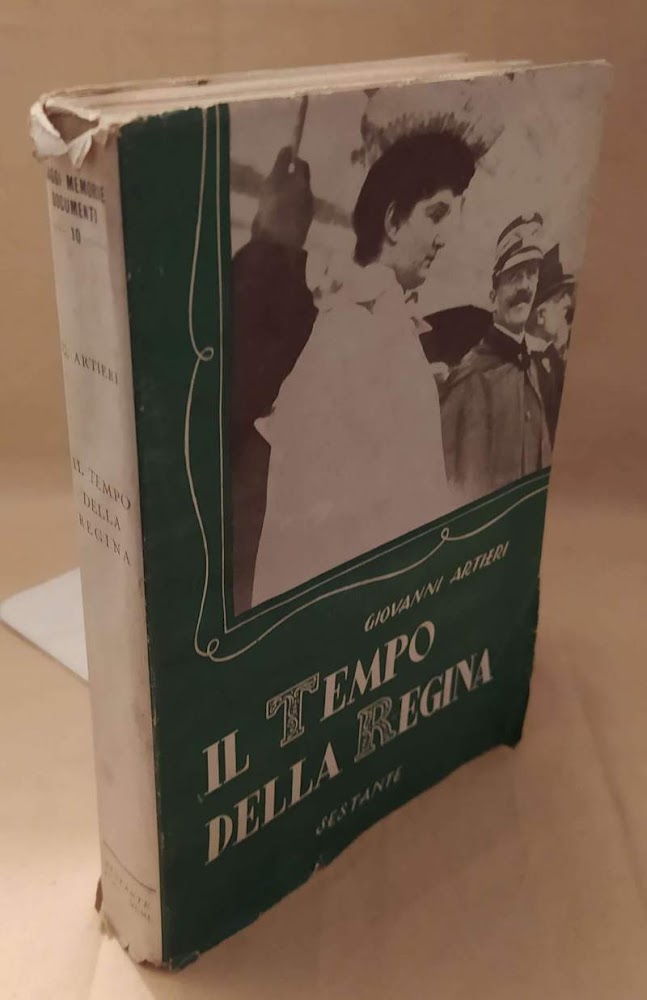 MEMORIE
DOCUMENTI
10
ARTIERI
IL TEMPO
DELLA
REGINA
GIOVANNI ARTIERI
IL TEMPO
DELLA REGINA
SESTANTE